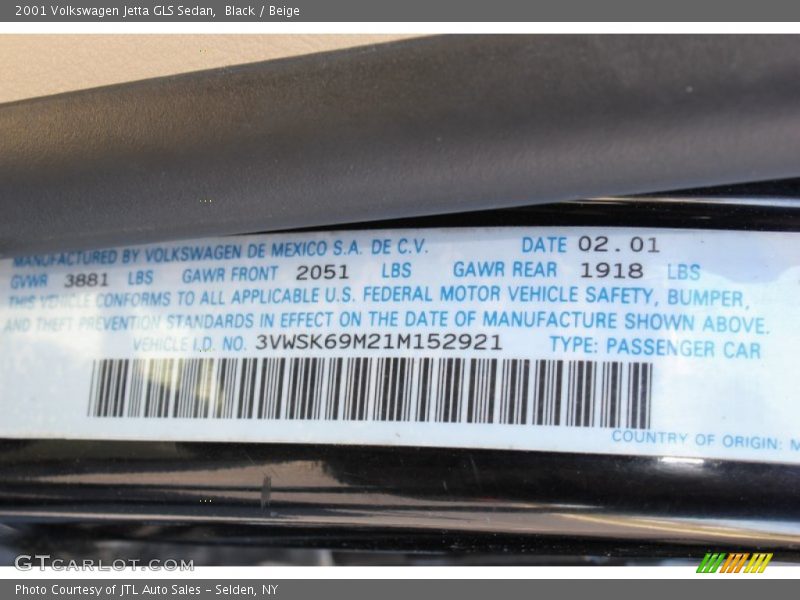 2001 Volkswagen Jetta GLS Sedan, Black / Beige
MANUFACTURED BY VOLKSWAGEN DE MEXICO S.A. DE C.V. DATE 02.01
GVWR 3881 LBS GAWR FRONT 2051 LBS GAWR REAR 1918 LBS
THIS VEHICLE CONFORMS TO ALL APPLICABLE U.S. FEDERAL MOTOR VEHICLE SAFETY, BUMPER,
AND THEFT PREVENTION STANDARDS IN EFFECT ON THE DATE OF MANUFACTURE SHOWN ABOVE.
VEHICLE I.D. NO. 3VWSK69M21M152921 TYPE: PASSENGER CAR
COUNTRY OF ORIGIN: M
GTCARLOT.COM
Photo Courtesy of JTL Auto Sales - Selden, NY